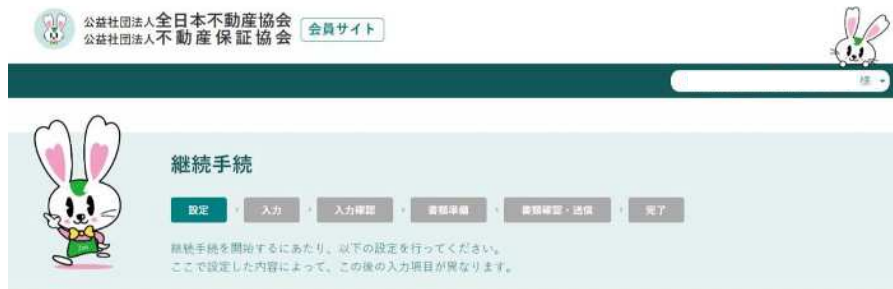 公益社団法人全日本不動産協会
公益社団法人不動産保証協会
会員サイト
様
継続手続
設定
入力
入力確認
書類準備
書類確認・送信
完了
継続手続を開始するにあたり、以下の設定を行ってください。
ここで設定した内容によって、この後の入力項目が異なります。